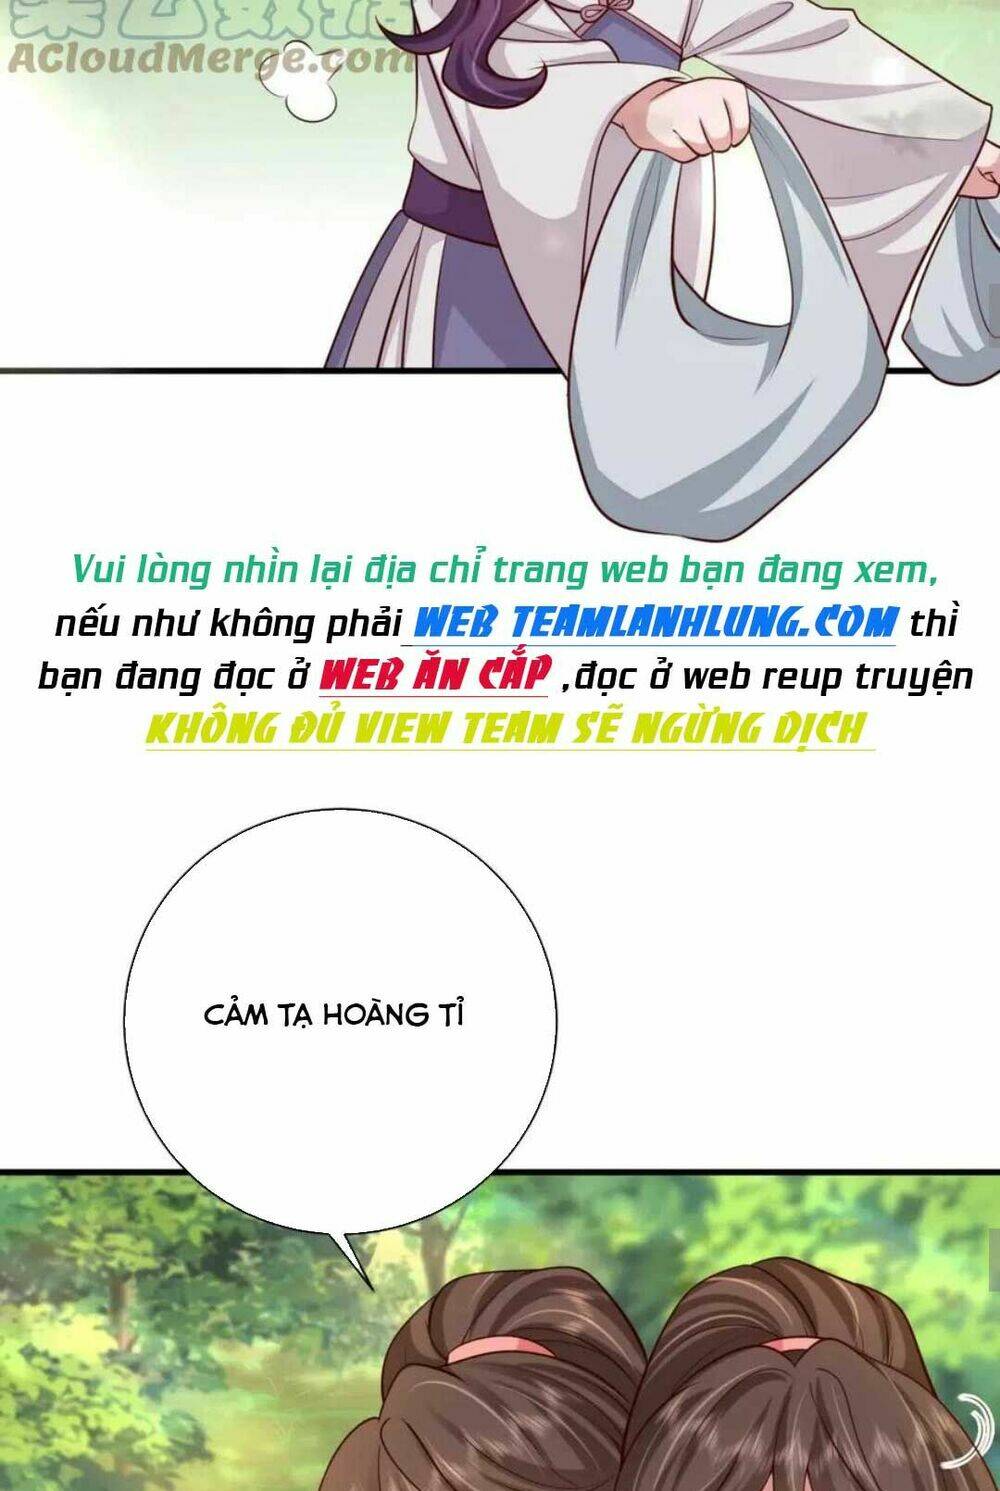 ACloudMerge.com
Vui lòng nhìn lại địa chỉ trang web bạn đang xem,
nếu như không phải WEB TEAMLANHLUNG.COM thì
bạn đang đọc ở WEB ĂN CẮP ,đọc ở web reup truyện
KHÔNG ĐỦ VIEW TEAM SẼ NGỪNG DỊCH
CẢM TẠ HOÀNG TỈ